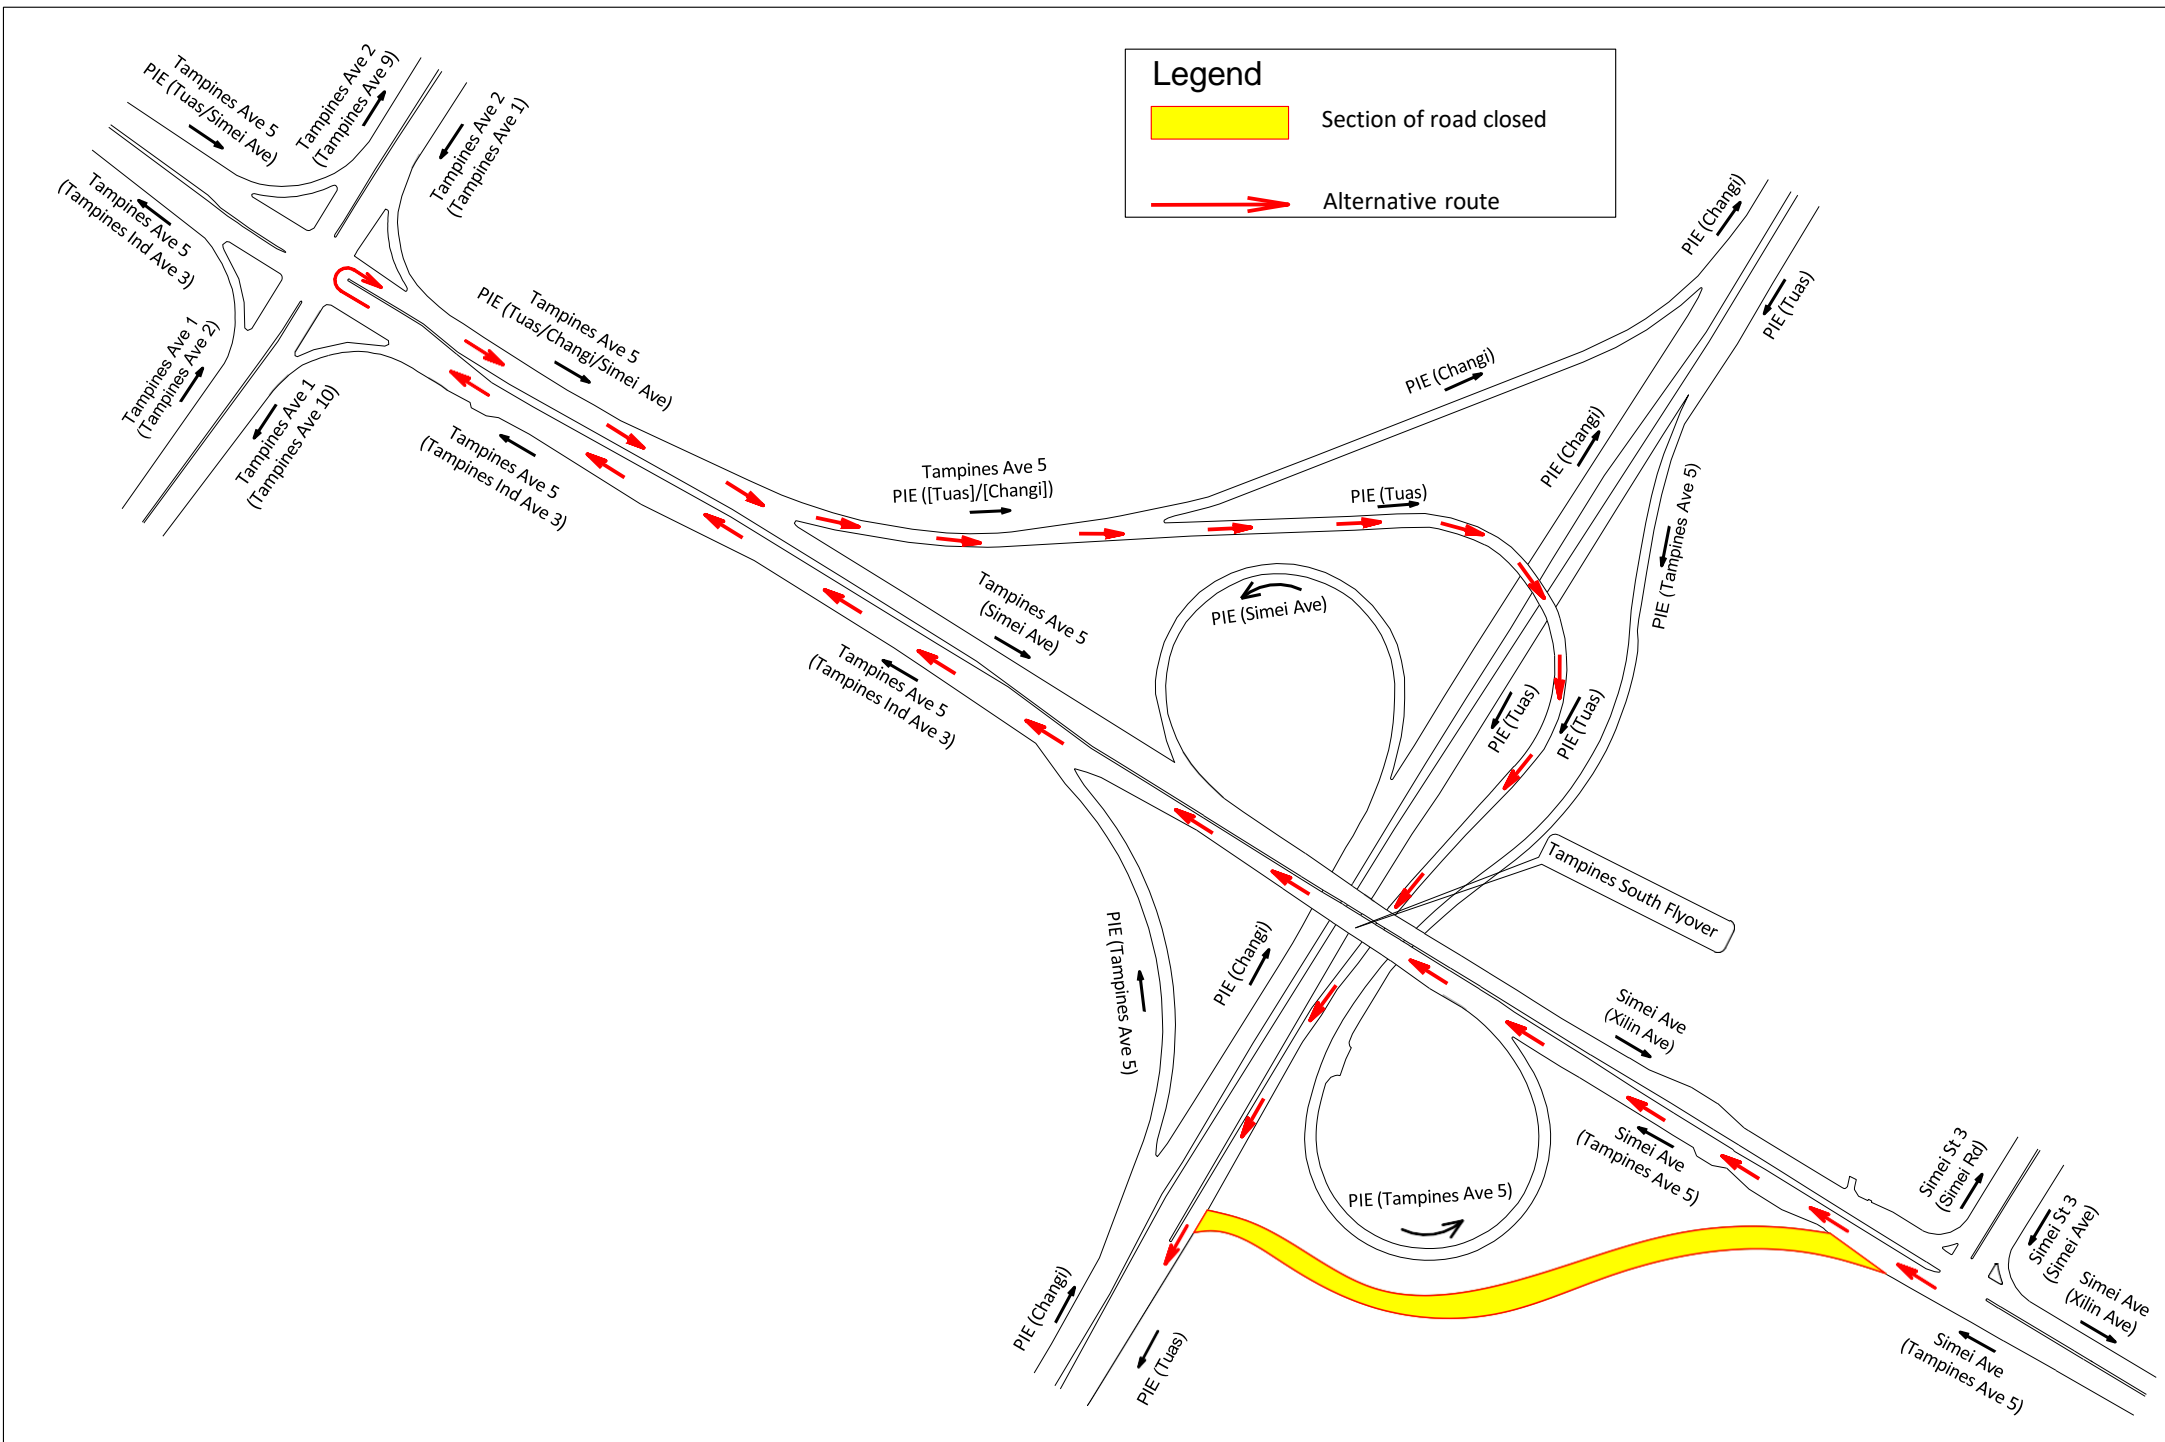 Legend
Section of road closed
Alternative route
Tampines Ave 5
PIE (Tuas/Simei Ave)
Tampines Ave 2
(Tampines Ave 9)
Tampines Ave 2
(Tampines Ave 1)
Tampines Ave 5
(Tampines Ind Ave 3)
Tampines Ave 1
(Tampines Ave 2)
Tampines Ave 1
(Tampines Ave 10)
Tampines Ave 5
PIE (Tuas/Changi/Simei Ave)
Tampines Ave 5
(Tampines Ind Ave 3)
Tampines Ave 5
PIE ([Tuas]/[Changi])
PIE (Changi)
PIE (Changi)
PIE (Tuas)
PIE (Tuas)
PIE (Changi)
PIE (Tampines Ave 5)
Tampines Ave 5
(Simei Ave)
PIE (Simei Ave)
Tampines Ave 5
(Tampines Ind Ave 3)
PIE (Tuas)
PIE (Tuas)
Tampines South Flyover
PIE (Tampines Ave 5)
PIE (Changi)
Simei Ave
(Xilin Ave)
Simei Ave
(Tampines Ave 5)
PIE (Tampines Ave 5)
Simei St 3
(Simei Rd)
Simei St 3
(Simei Ave)
Simei Ave
(Xilin Ave)
Simei Ave
(Tampines Ave 5)
PIE (Changi)
PIE (Tuas)